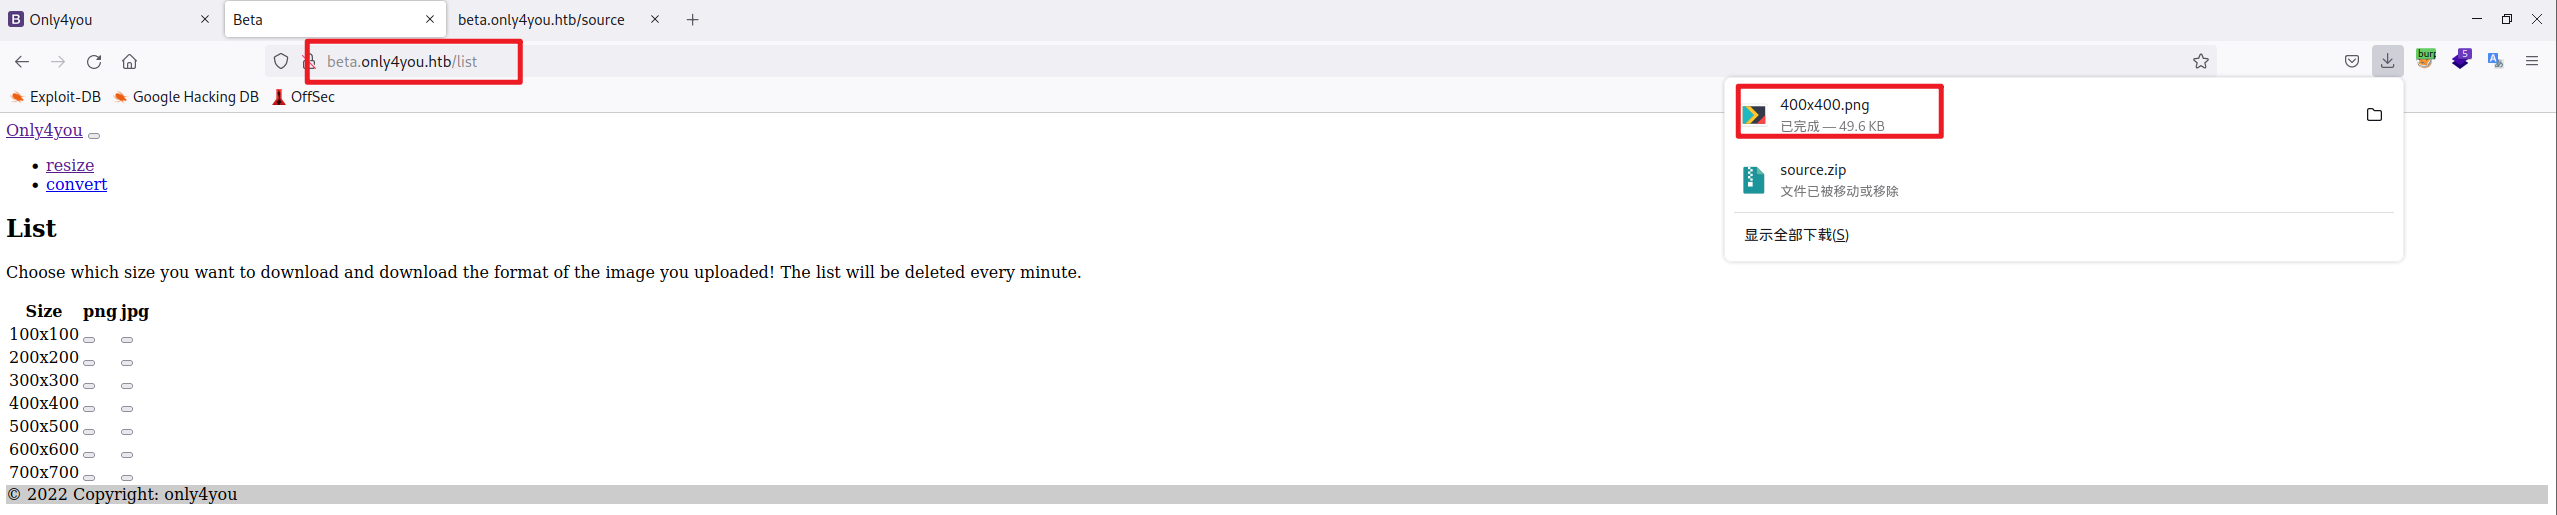 Only4you
Beta
beta.only4you.htb/source
beta.only4you.htb/list
burp
5
Exploit-DB
Google Hacking DB
OffSec
400x400.png
已完成 — 49.6 KB
source.zip
文件已被移动或移除
显示全部下载(S)
Only4you
resize
convert
List
Choose which size you want to download and download the format of the image you uploaded! The list will be deleted every minute.
Size png jpg
100x100
200x200
300x300
400x400
500x500
600x600
700x700
© 2022 Copyright: only4you